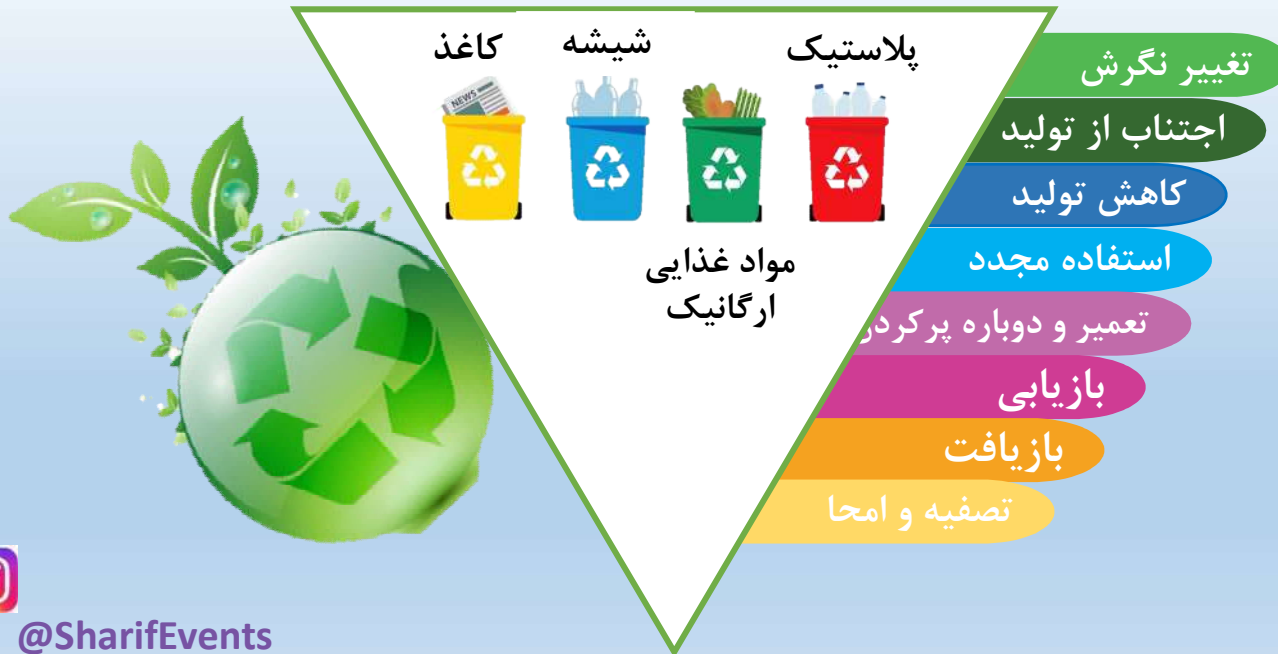 پلاستیک
شیشه
کاغذ
NEWS
مواد غذایی
ارگانیک
تغییر نگرش
اجتناب از تولید
کاهش تولید
استفاده مجدد
تعمیر و دوباره پرکردن
بازیابی
بازیافت
تصفیه و امحا
@SharifEvents